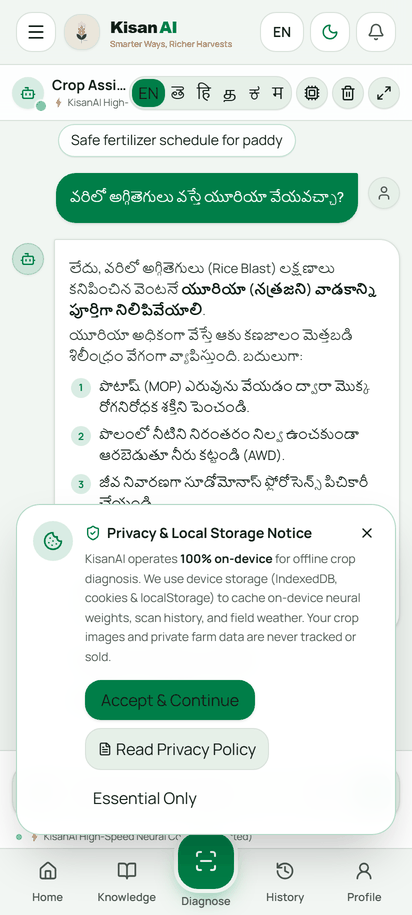 Kisan AI
Smarter Ways, Richer Harvests
EN
Crop Assi...
KisanAI High-
EN తె हि த ಕ म
Safe fertilizer schedule for paddy
వరిలో అగ్గితెగులు వస్తే యూరియా వేయవచ్చా?
లేదు, వరిలో అగ్గితెగులు (Rice Blast) లక్షణాలు
కనిపించిన వెంటనే యూరియా (నత్రజని) వాడకాన్ని
పూర్తిగా నిలిపివేయాలి.
యూరియా అధికంగా వేస్తే ఆకు కణజాలం మెత్తబడి
శిలీంధ్రం వేగంగా వ్యాపిస్తుంది. బదులుగా:
1 పొటాష్ (MOP) ఎరువును వేయడం ద్వారా మొక్క
రోగనిరోధక శక్తిని పెంచండి.
2 పొలంలో నీటిని నిరంతరం నిల్వ ఉంచకుండా
ఆరబెడుతూ నీరు కట్టండి (AWD).
3 జీవ నివారణగా సూడోమోనాస్ ఫ్లోరోసెన్స్ పిచికారీ
చేయండి.
Privacy & Local Storage Notice
KisanAI operates 100% on-device for offline crop
diagnosis. We use device storage (IndexedDB,
cookies & localStorage) to cache on-device neural
weights, scan history, and field weather. Your crop
images and private farm data are never tracked or
sold.
Accept & Continue
Read Privacy Policy
Essential Only
KisanAI High-Speed Neural
Home
Knowledge
Diagnose
History
Profile